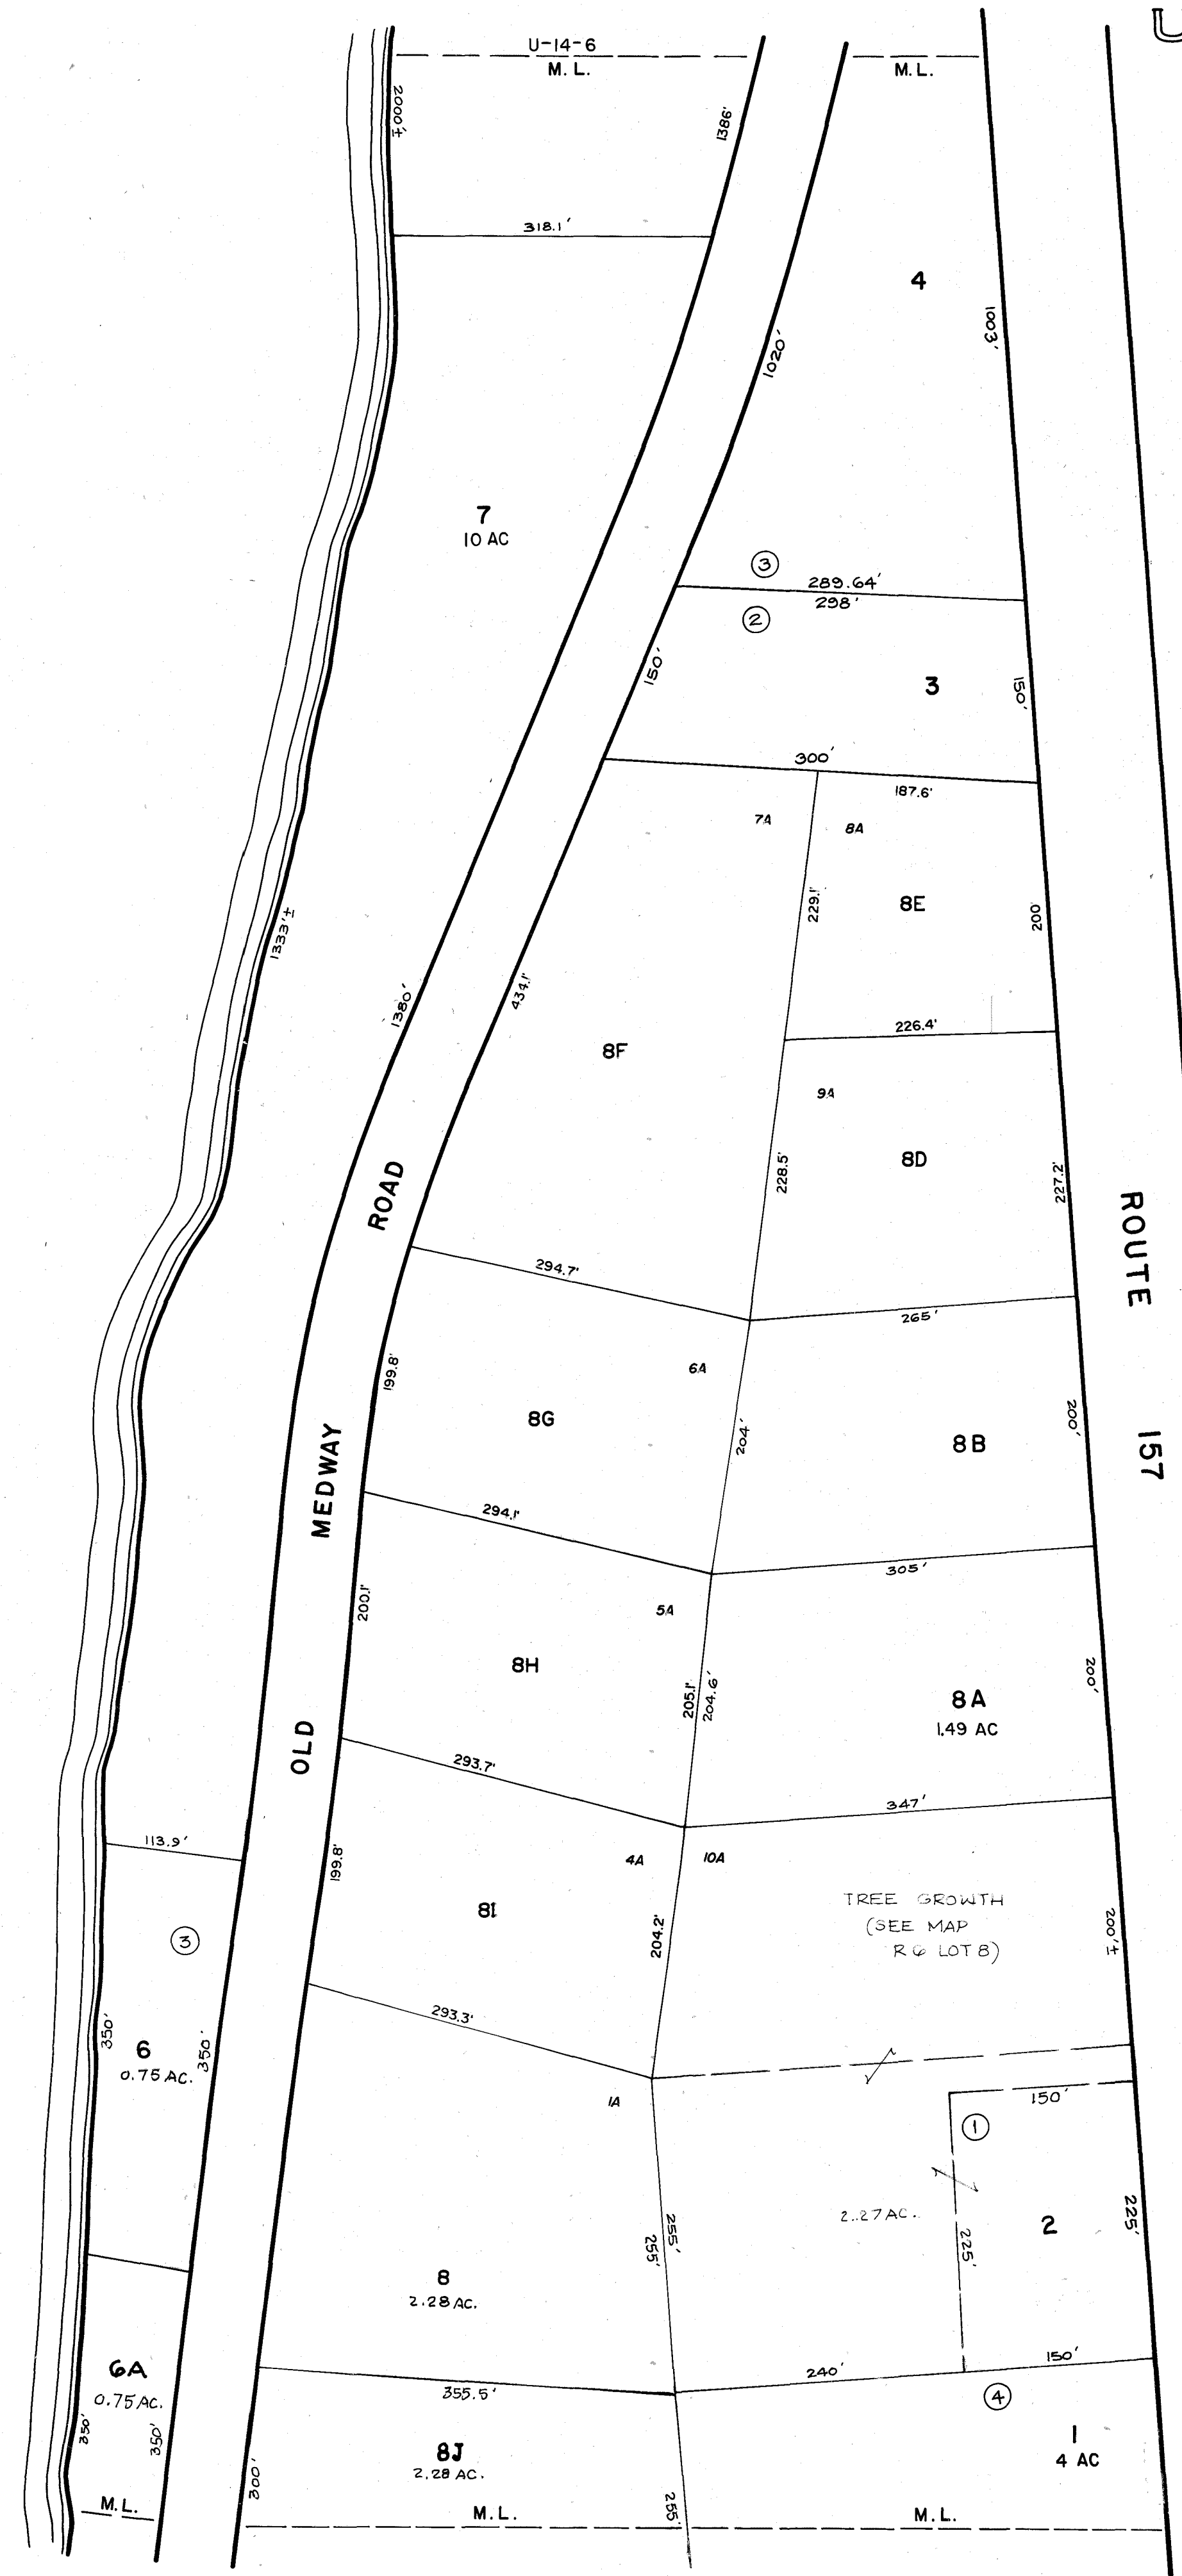 U
U-14-6
M.L.
M.L.
2000'±
1386'
318.1'
4
1003'
1020'
7
10 AC
3
289.64'
298'
2
150'
3
150'
300'
187.6'
7A
8A
229.1'
8E
200
1333'±
1380'
434.1'
226.4'
8F
9A
8D
228.5'
227.2'
ROAD
ROUTE 157
294.7'
265'
199.8'
6A
8G
204'
8B
200'
MEDWAY
294.1'
305'
200.1'
5A
8H
205.1'
204.6'
8A
1.49 AC
200'
OLD
293.7'
347'
113.9'
199.8'
4A
10A
8I
204.2'
TREE GROWTH
(SEE MAP
R6 LOT 8)
200'±
3
293.3'
350'
6
0.75 AC.
350'
1A
150'
1
2.27 AC.
2
225'
225'
255'
255'
8
2.28 AC.
240'
150'
355.5'
4
6A
0.75 AC.
350'
350'
300'
8J
2.28 AC.
255'
1
4 AC
M.L.
M.L.
M.L.